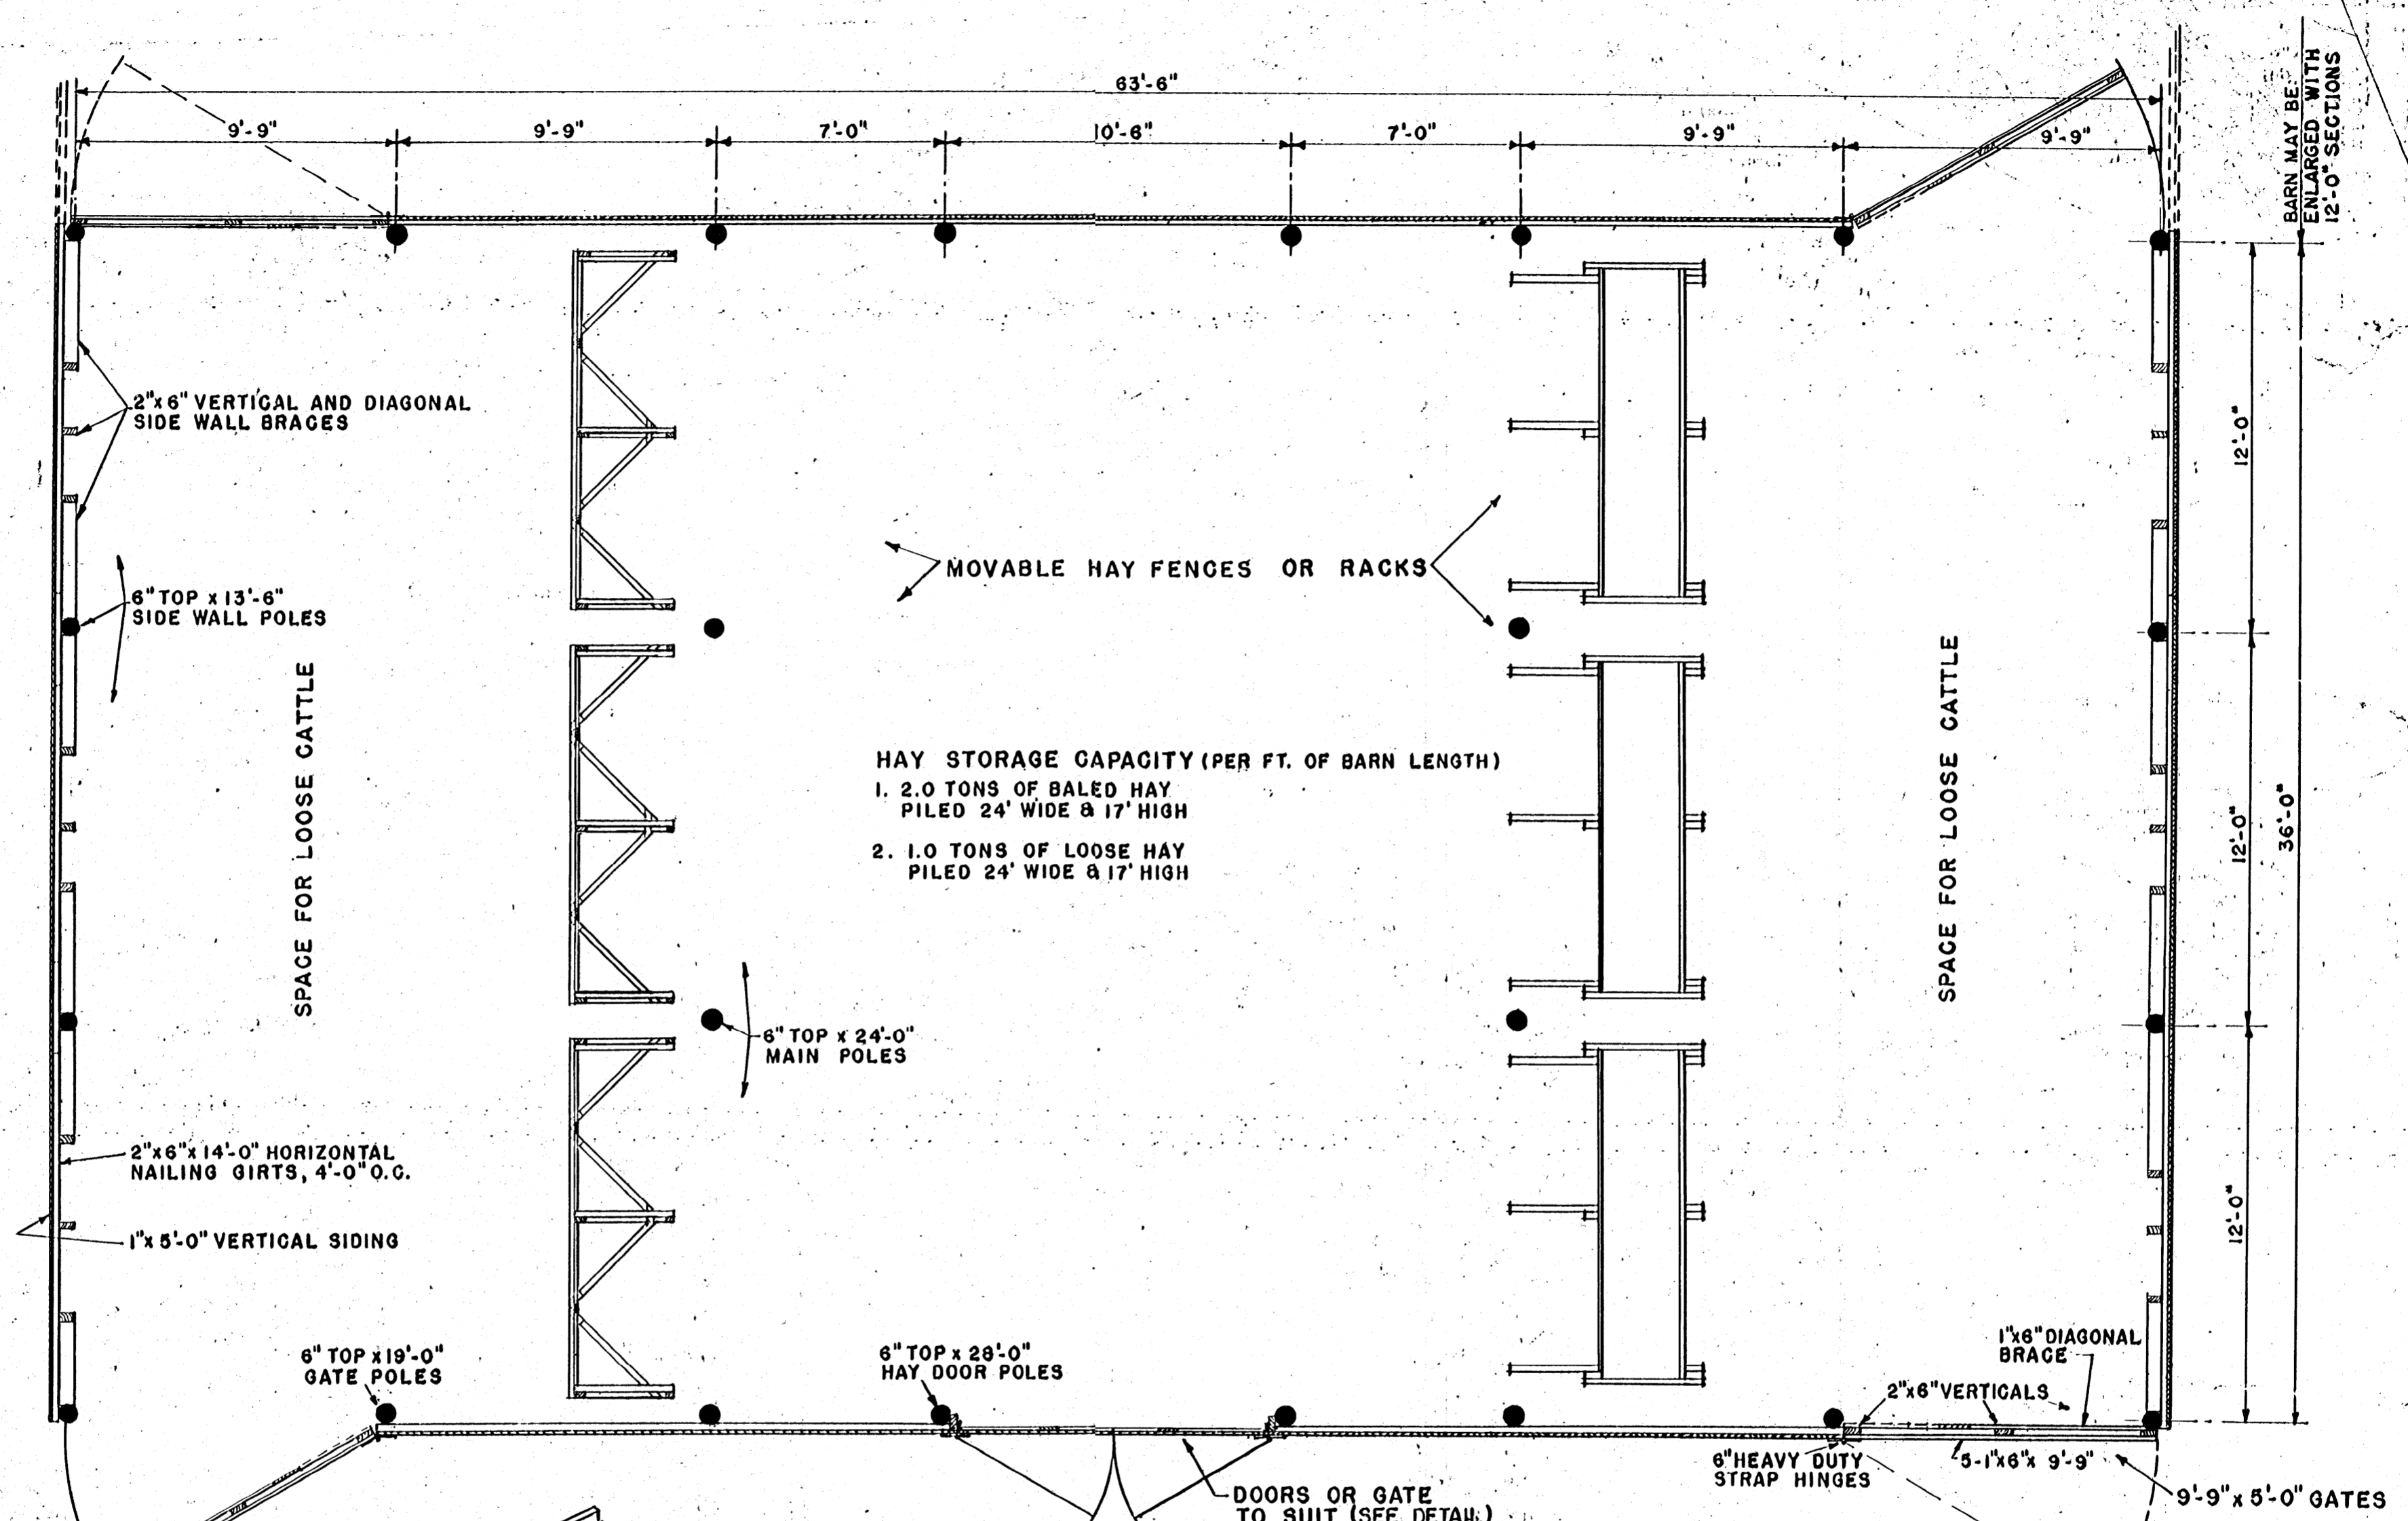 63'-6"
9'-9"
9'-9"
7'-0"
10'-6"
7'-0"
9'-9"
9'-9"
BARN MAY BE
ENLARGED WITH
12'-0" SECTIONS
2"x6" VERTICAL AND DIAGONAL
SIDE WALL BRACES
12'-0"
MOVABLE HAY FENCES OR RACKS
6" TOP x 13'-6"
SIDE WALL POLES
SPACE FOR LOOSE CATTLE
SPACE FOR LOOSE CATTLE
HAY STORAGE CAPACITY (PER FT. OF BARN LENGTH)
1. 2.0 TONS OF BALED HAY
PILED 24' WIDE & 17' HIGH
2. 1.0 TONS OF LOOSE HAY
PILED 24' WIDE & 17' HIGH
12'-0"
36'-0"
6" TOP x 24'-0"
MAIN POLES
2"x6"x14'-0" HORIZONTAL
NAILING GIRTS, 4'-0" O.C.
1"x 5'-0" VERTICAL SIDING
12'-0"
6" TOP x 19'-0"
GATE POLES
6" TOP x 28'-0"
HAY DOOR POLES
1"x6" DIAGONAL
BRACE
2"x6" VERTICALS
6" HEAVY DUTY
STRAP HINGES
5-1"x6"x 9'-9"
9'-9" x 5'-0" GATES
DOORS OR GATE
TO SUIT (SEE DETAIL)